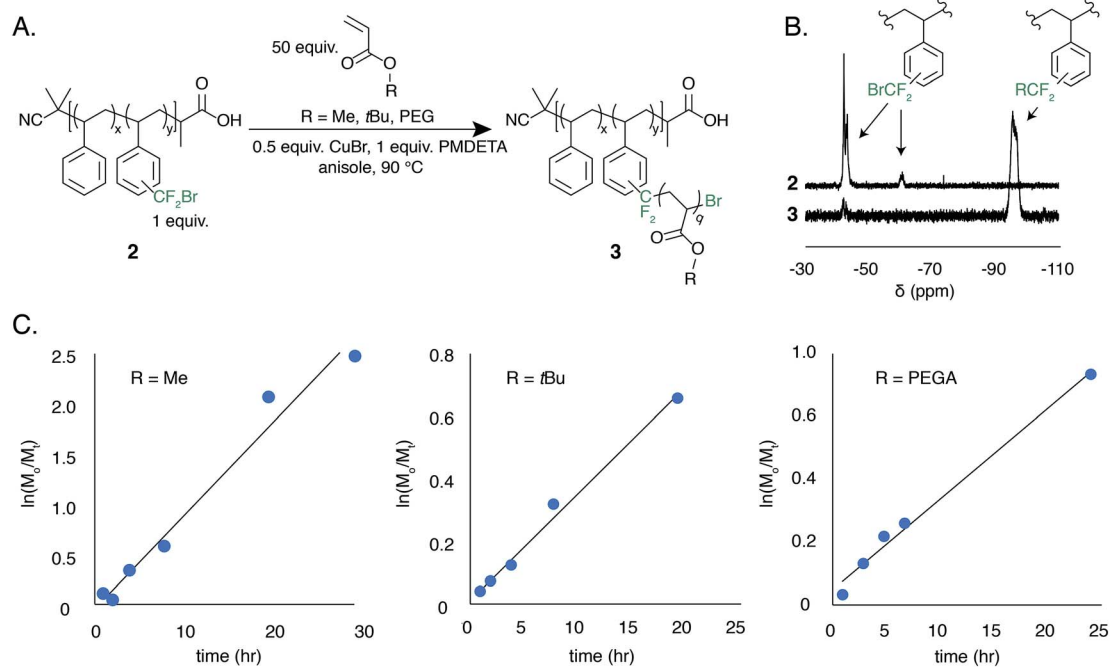 A.
50 equiv.
O
O
R
R = Me, tBu, PEG
0.5 equiv. CuBr, 1 equiv. PMDETA
anisole, 90 °C
NC
x
y
O
OH
CF2Br
1 equiv.
2
NC
x
y
O
OH
C
F2
q
Br
O
O
R
3
B.
BrCF2
RCF2
2
3
-30 -50 -70 -90 -110
δ (ppm)
C.
R = Me
2.5
2.0
1.5
1.0
0.5
0
ln(Mo/Mt)
0 10 20 30
time (hr)
R = tBu
0.8
0.6
0.4
0.2
0
ln(Mo/Mt)
0 5 10 15 20 25
time (hr)
R = PEGA
1.0
0.6
0.4
0.2
0
ln(Mo/Mt)
0 5 10 15 20 25
time (hr)